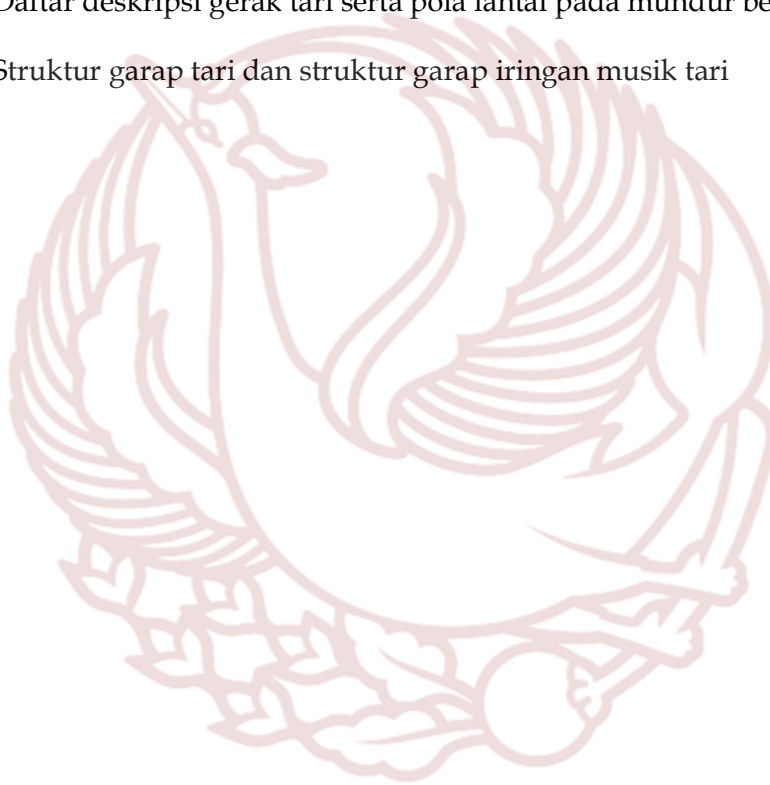 Daftar deskripsi gerak tari serta pola lantai pada mundur be
Struktur garap tari dan struktur garap iringan musik tari